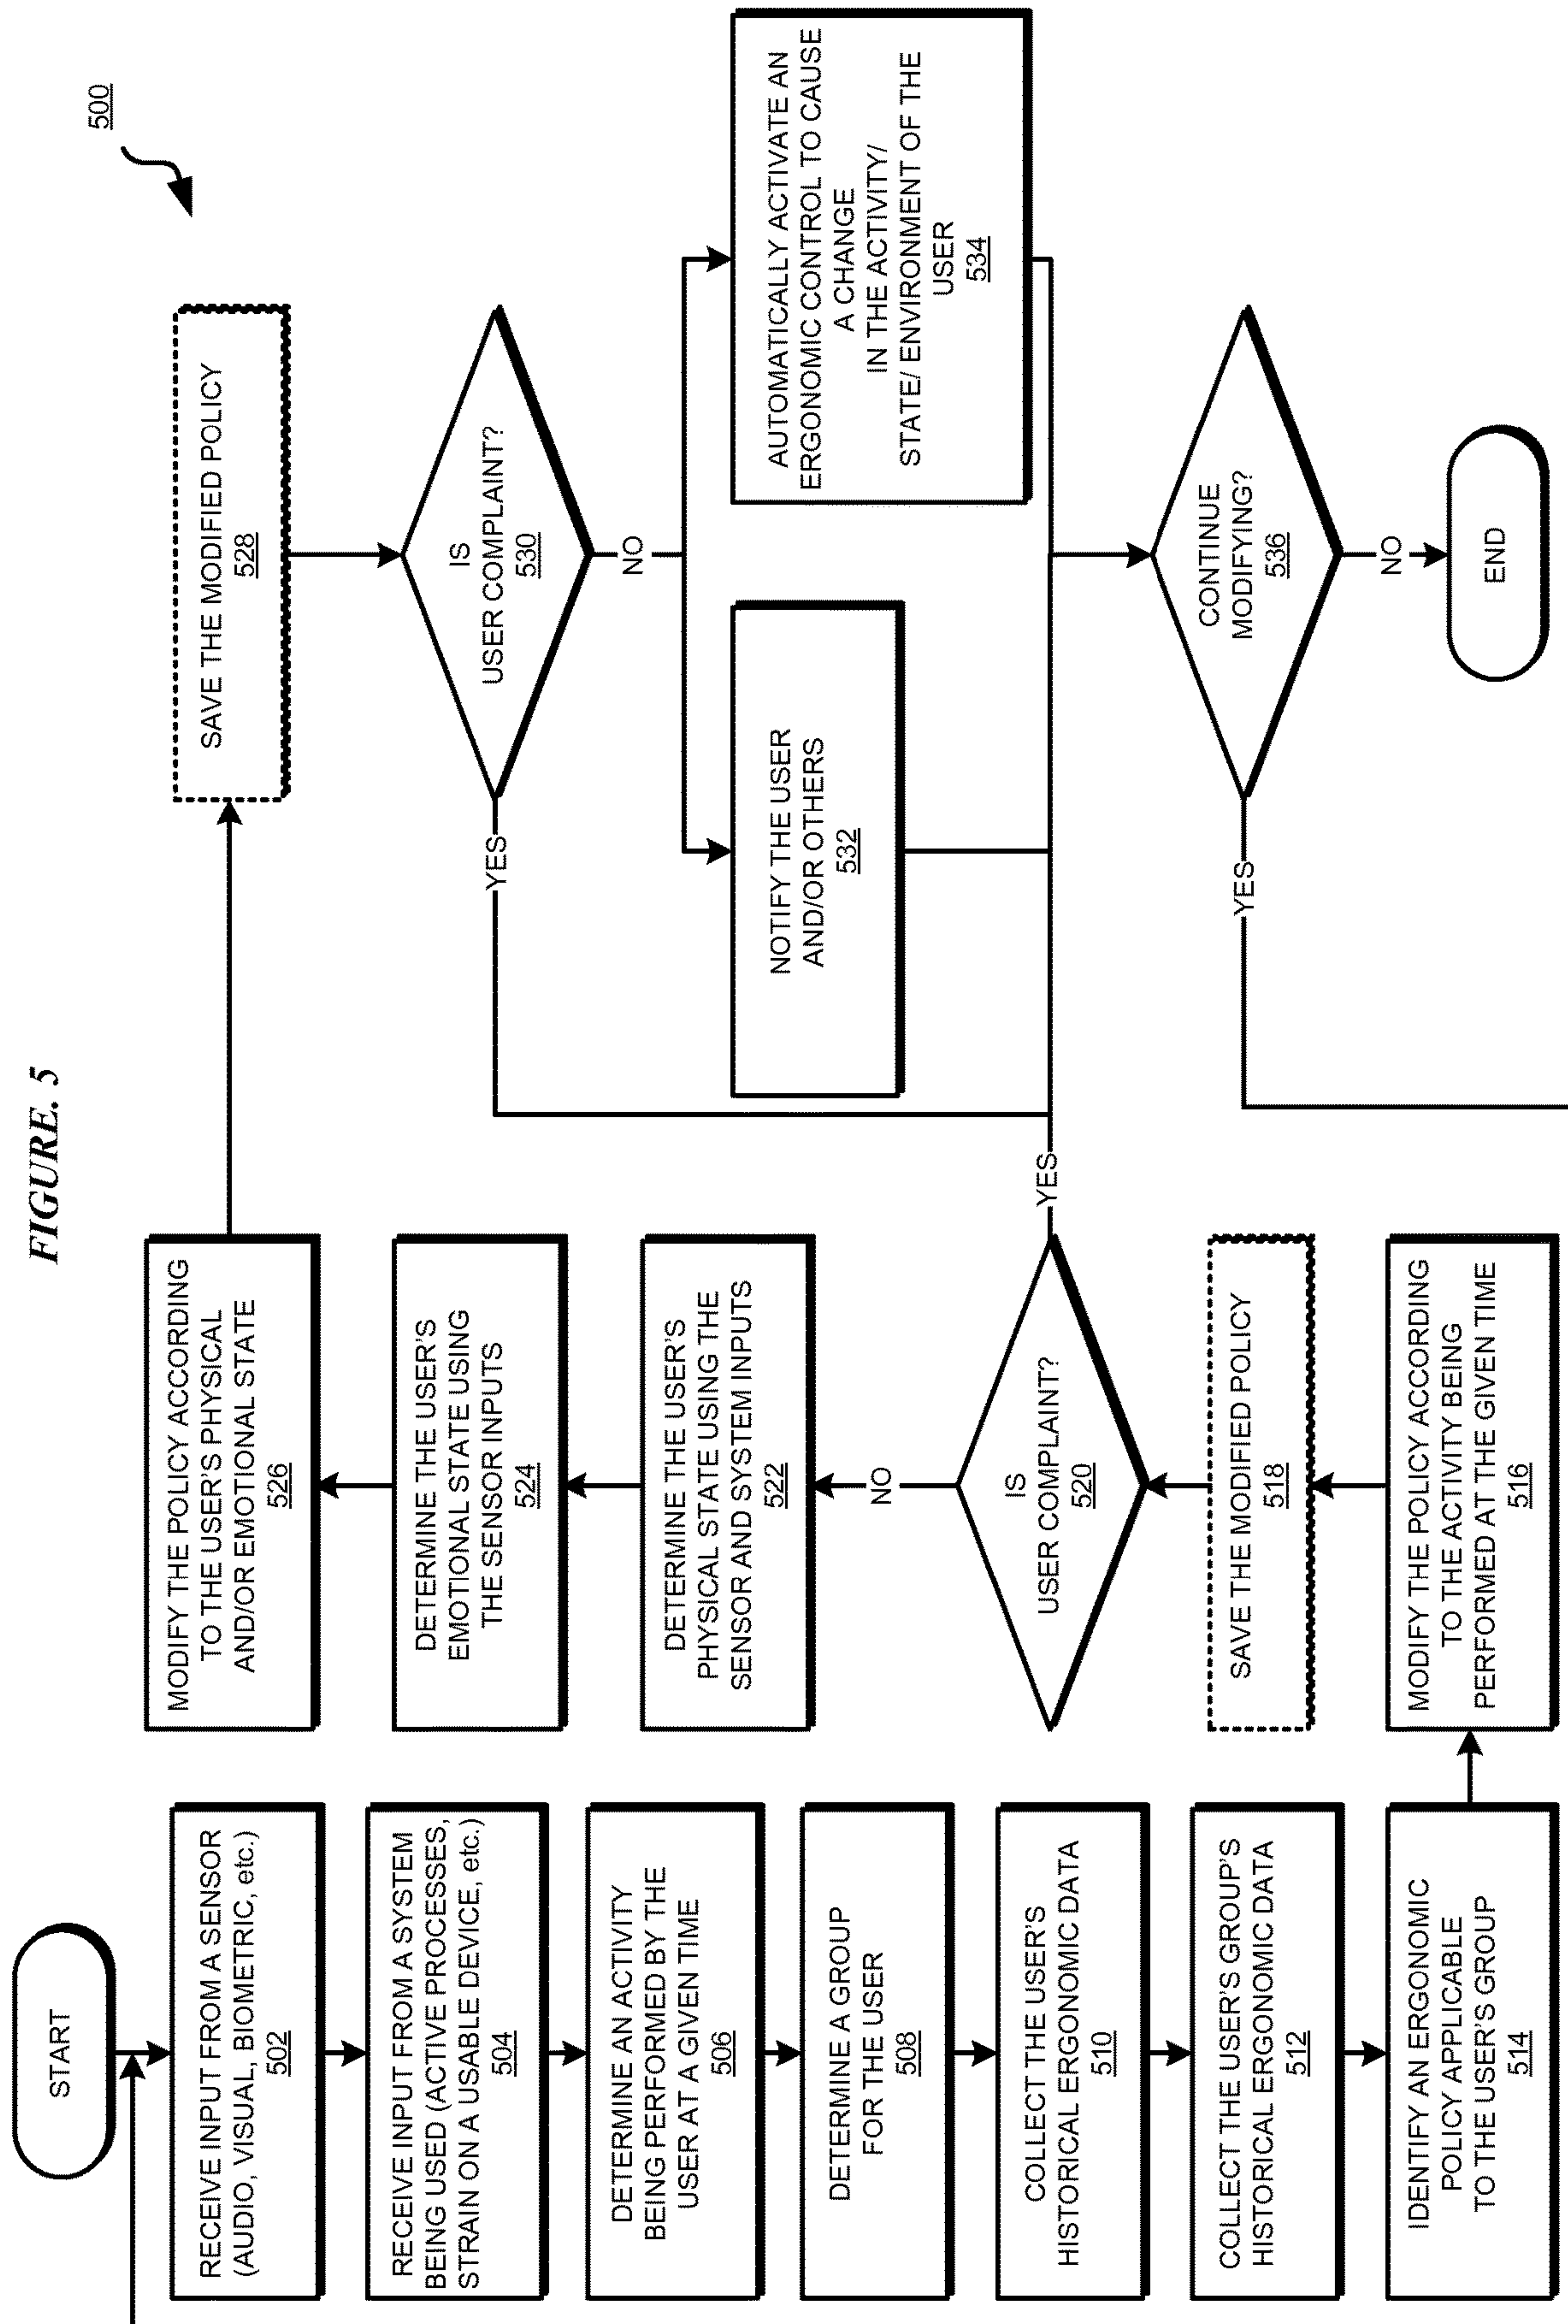 FIGURE. 5
500
START
RECEIVE INPUT FROM A SENSOR
(AUDIO, VISUAL, BIOMETRIC, etc.)
502
RECEIVE INPUT FROM A SYSTEM
BEING USED (ACTIVE PROCESSES,
STRAIN ON A USABLE DEVICE, etc.)
504
DETERMINE AN ACTIVITY
BEING PERFORMED BY THE
USER AT A GIVEN TIME
506
DETERMINE A GROUP
FOR THE USER
508
COLLECT THE USER'S
HISTORICAL ERGONOMIC DATA
510
COLLECT THE USER'S GROUP'S
HISTORICAL ERGONOMIC DATA
512
IDENTIFY AN ERGONOMIC
POLICY APPLICABLE
TO THE USER'S GROUP
514
MODIFY THE POLICY ACCORDING
TO THE ACTIVITY BEING
PERFORMED AT THE GIVEN TIME
516
SAVE THE MODIFIED POLICY
518
IS
USER COMPLAINT?
520
YES
NO
DETERMINE THE USER'S
PHYSICAL STATE USING THE
SENSOR AND SYSTEM INPUTS
522
DETERMINE THE USER'S
EMOTIONAL STATE USING
THE SENSOR INPUTS
524
MODIFY THE POLICY ACCORDING
TO THE USER'S PHYSICAL
AND/OR EMOTIONAL STATE
526
SAVE THE MODIFIED POLICY
528
IS
USER COMPLAINT?
530
YES
NO
NOTIFY THE USER
AND/OR OTHERS
532
AUTOMATICALLY ACTIVATE AN
ERGONOMIC CONTROL TO CAUSE
A CHANGE
IN THE ACTIVITY/
STATE/ ENVIRONMENT OF THE
USER
534
CONTINUE
MODIFYING?
536
YES
NO
END